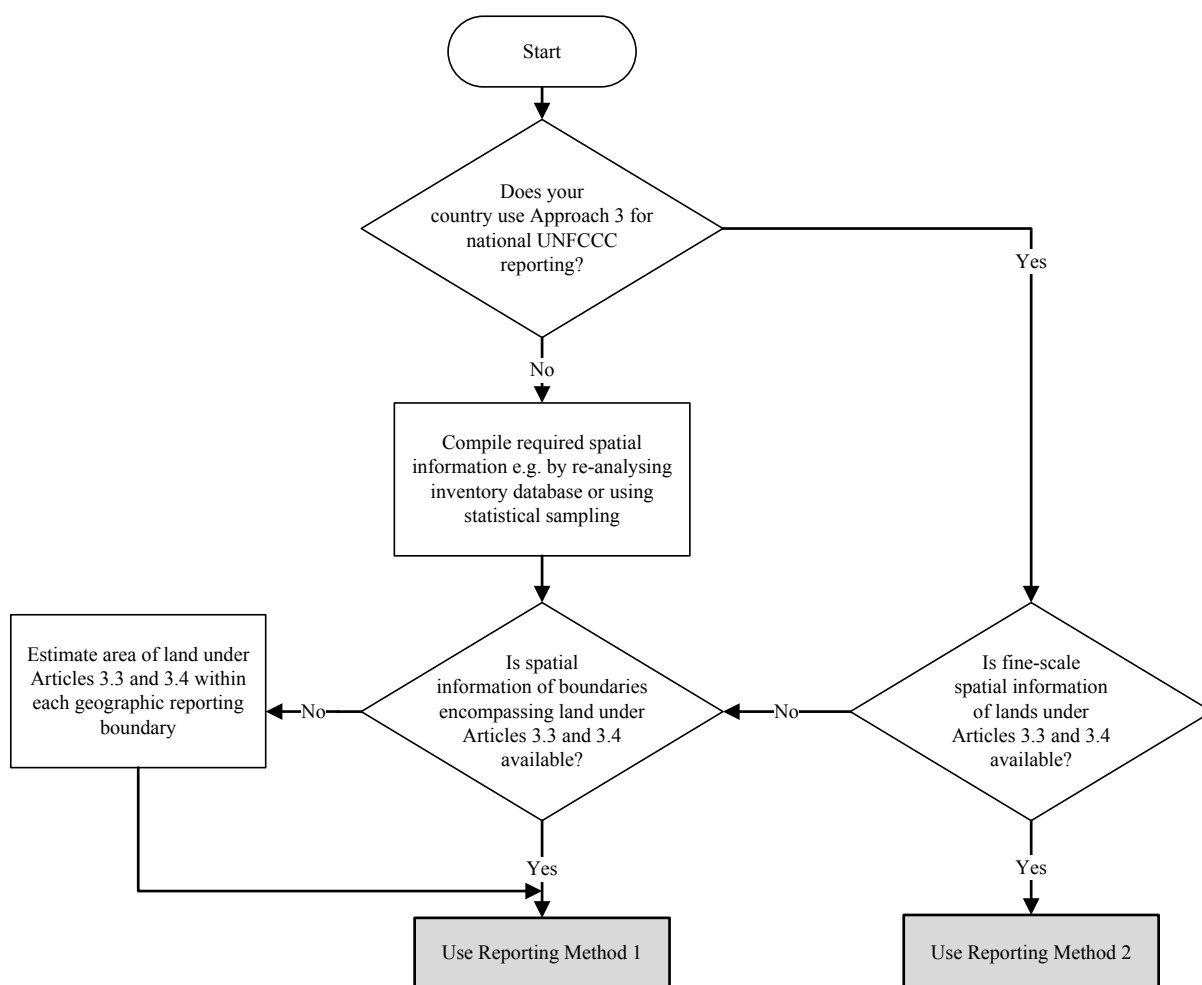 Start
Does your
country use Approach 3 for
national UNFCCC
reporting?
Yes
No
Compile required spatial
information e.g. by re-analysing
inventory database or using
statistical sampling
Estimate area of land under
Articles 3.3 and 3.4 within
each geographic reporting
boundary
No
Is spatial
information of boundaries
encompassing land under
Articles 3.3 and 3.4
available?
No
Is fine-scale
spatial information
of lands under
Articles 3.3 and 3.4
available?
Yes
Yes
Use Reporting Method 1
Use Reporting Method 2